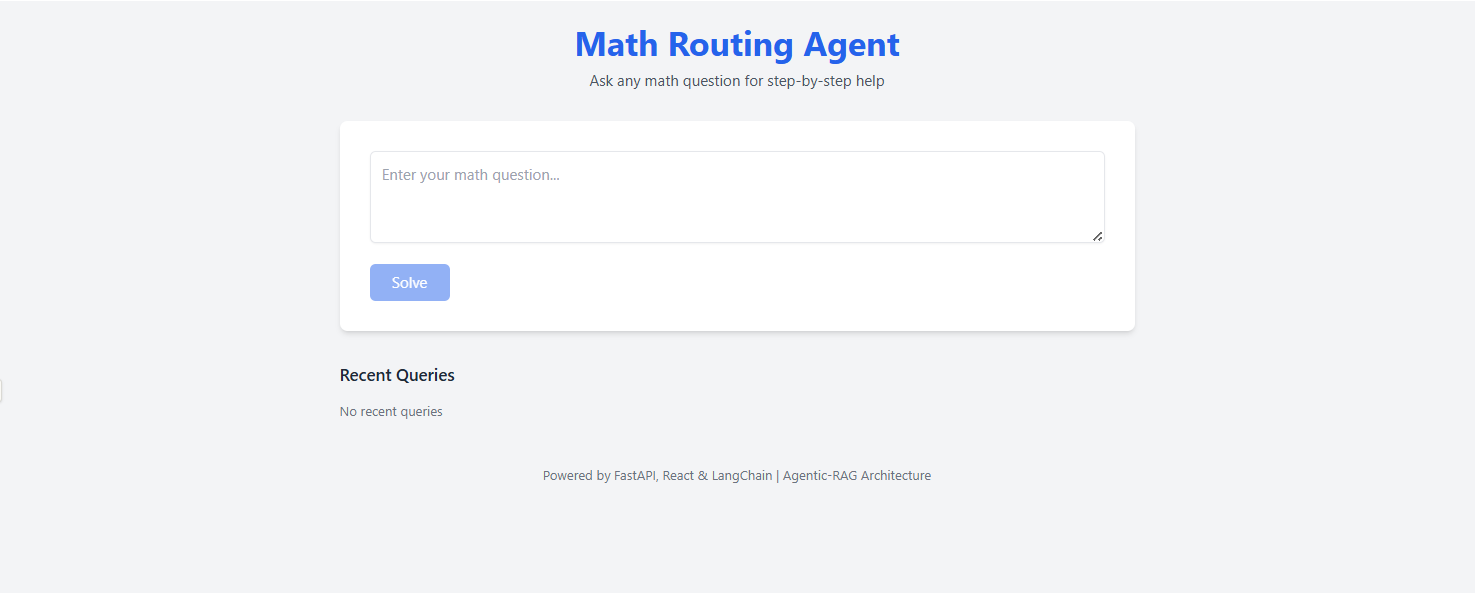 Math Routing Agent
Ask any math question for step-by-step help
Enter your math question...
Solve
Recent Queries
No recent queries
Powered by FastAPI, React & LangChain | Agentic-RAG Architecture